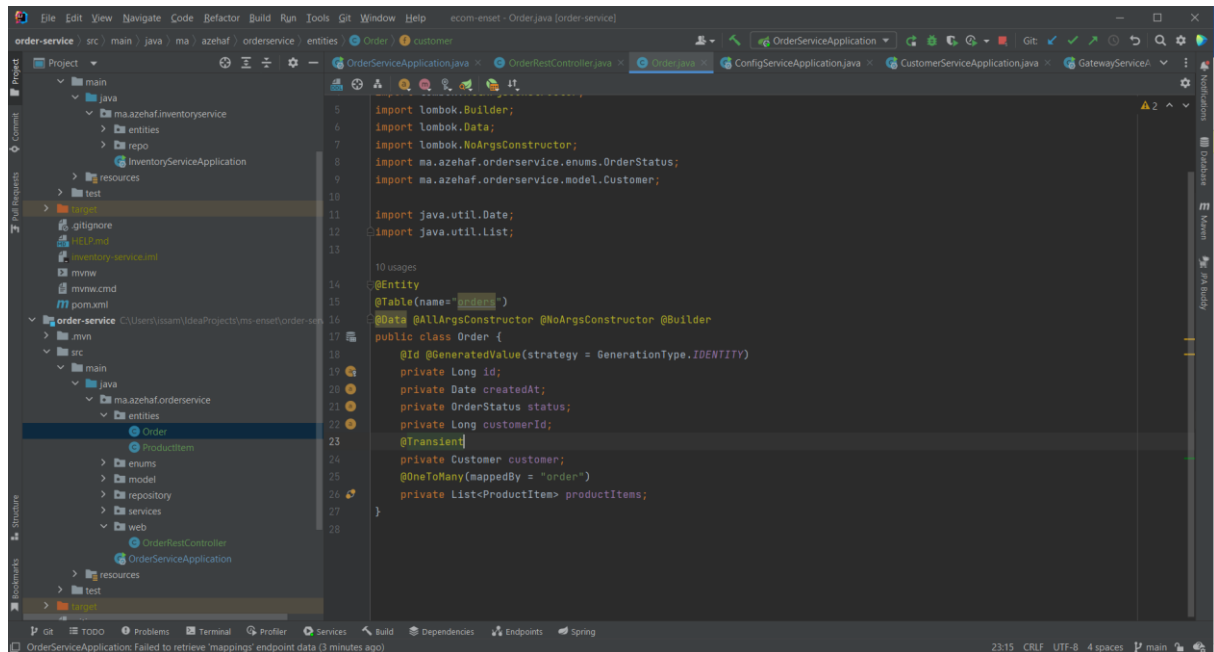 File Edit View Navigate Code Refactor Build Run Tools Git Window Help ecom-enset - Order.java [order-service]
order-service src main java ma azehaf orderservice entities Order customer OrderServiceApplication Git:
Project OrderServiceApplication.java OrderRestController.java Order.java ConfigServiceApplication.java CustomerServiceApplication.java GatewayServiceA
main
java
ma.azehaf.inventoryservice
entities
repo
InventoryServiceApplication
resources
test
target
.gitignore
HELP.md
inventory-service.iml
mvnw
mvnw.cmd
pom.xml
order-service C:\Users\issam\IdeaProjects\ms-enset\order-ser
.mvn
src
main
java
ma.azehaf.orderservice
entities
Order
ProductItem
enums
model
repository
services
web
OrderRestController
OrderServiceApplication
resources
test
target
5 import lombok.Builder;
6 import lombok.Data;
7 import lombok.NoArgsConstructor;
8 import ma.azehaf.orderservice.enums.OrderStatus;
9 import ma.azehaf.orderservice.model.Customer;
10
11 import java.util.Date;
12 import java.util.List;
13
10 usages
14 @Entity
15 @Table(name="orders")
16 @Data @AllArgsConstructor @NoArgsConstructor @Builder
17 public class Order {
18 @Id @GeneratedValue(strategy = GenerationType.IDENTITY)
19 private Long id;
20 private Date createdAt;
21 private OrderStatus status;
22 private Long customerId;
23 @Transient
24 private Customer customer;
25 @OneToMany(mappedBy = "order")
26 private List<ProductItem> productItems;
27 }
28
2
Project
Commit
Pull Requests
Structure
Bookmarks
Notifications
Database
Maven
JPA Buddy
Git TODO Problems Terminal Profiler Services Build Dependencies Endpoints Spring
OrderServiceApplication: Failed to retrieve 'mappings' endpoint data (3 minutes ago) 23:15 CRLF UTF-8 4 spaces main